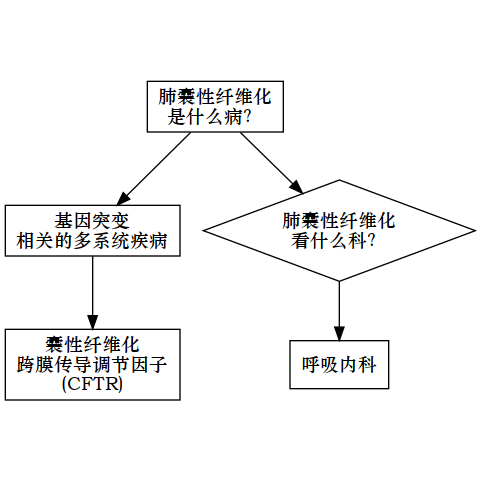 肺囊性纤维化
是什么病？
基因突变
相关的多系统疾病
肺囊性纤维化
看什么科？
囊性纤维化
跨膜传导调节因子
(CFTR)
呼吸内科